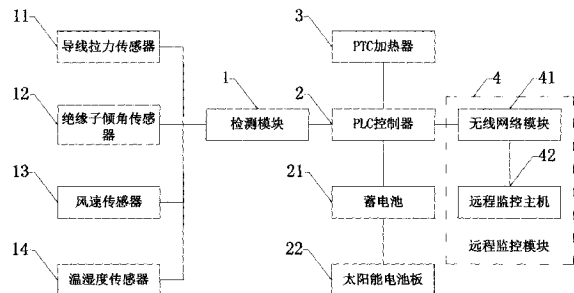 11
导线拉力传感器
12
绝缘子倾角传感
器
13
风速传感器
14
温湿度传感器
1
检测模块
3
PTC加热器
2
PLC控制器
21
蓄电池
22
太阳能电池板
4
41
无线网络模块
42
远程监控主机
远程监控模块